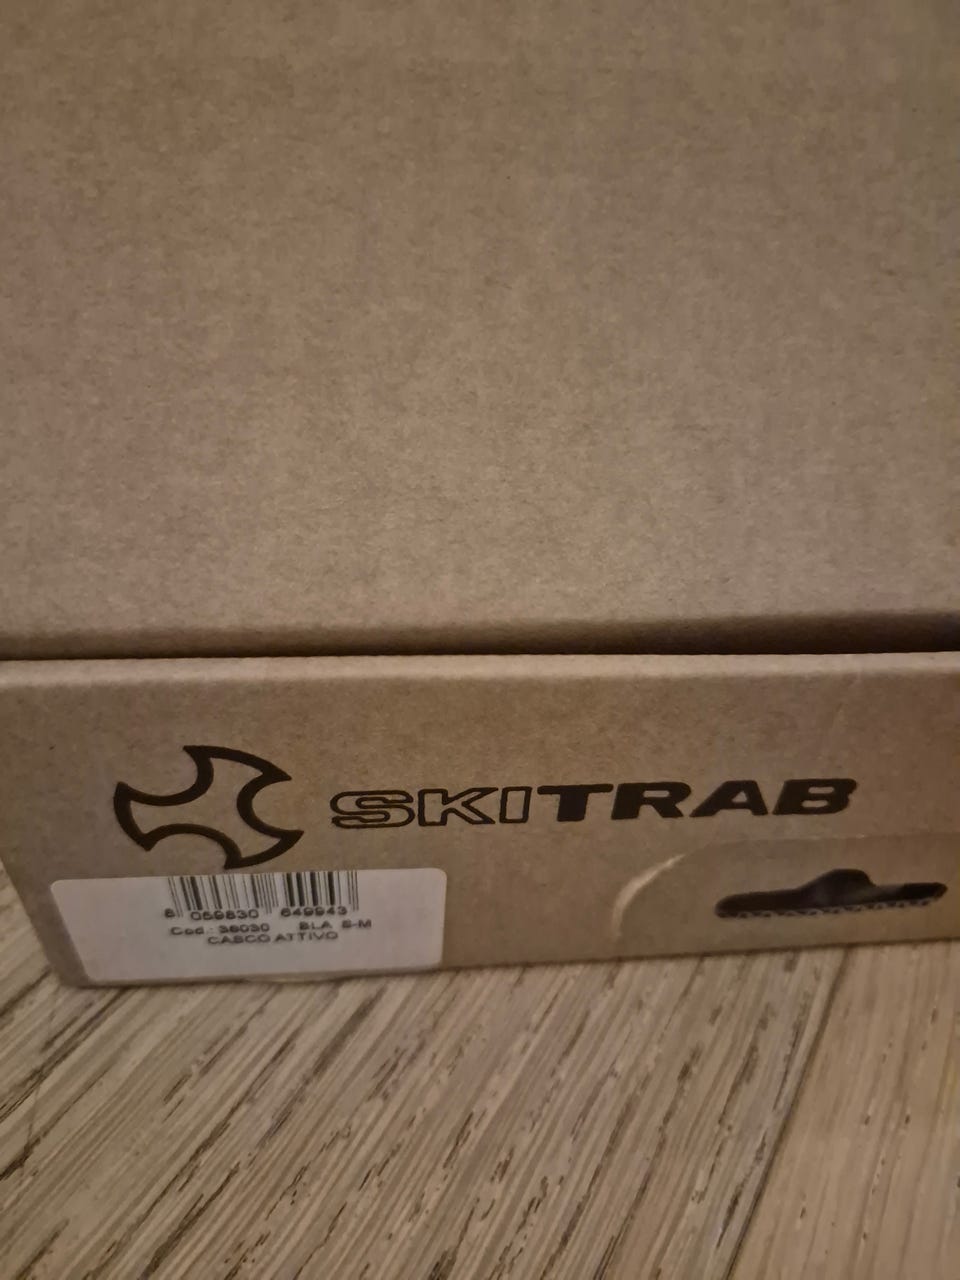 SKITRAB
8 059830 649943
Cod.: 38030 BLA S-M
CASCO ATTIVO